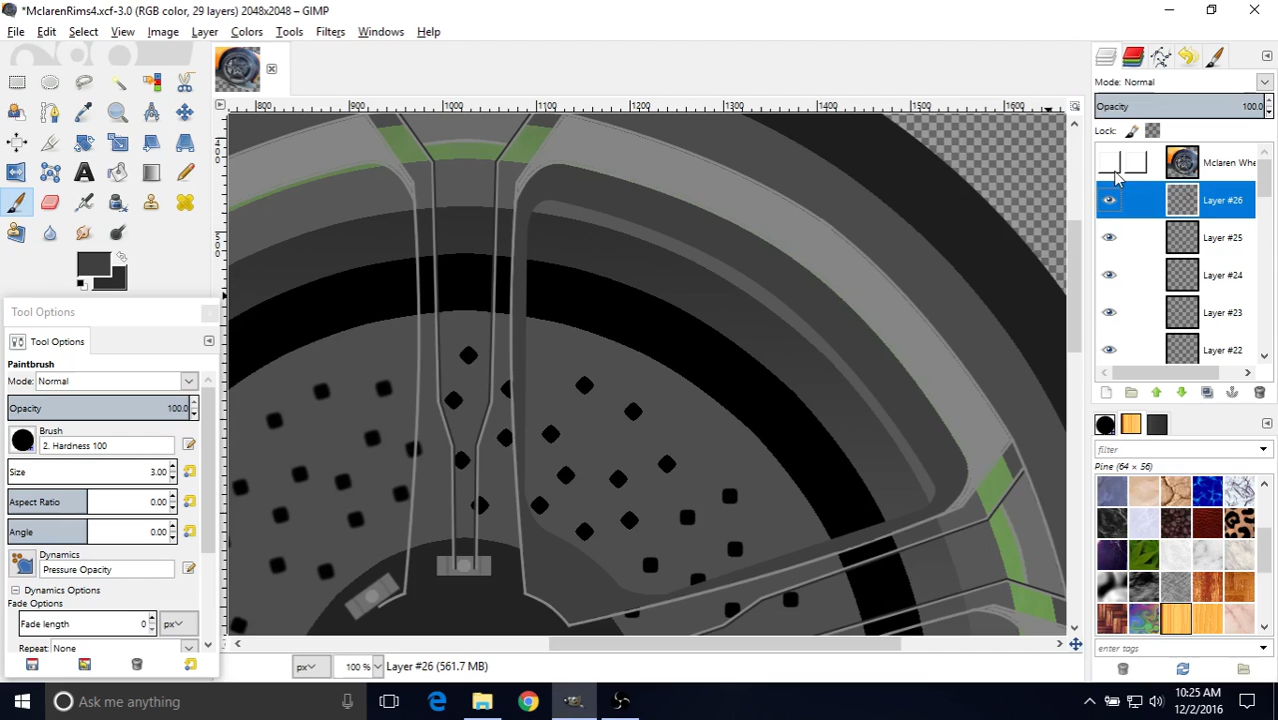 *MclarenRims4.xcf-3.0 (RGB color, 29 layers) 2048x2048 – GIMP
File Edit Select View Image Layer Colors Tools Filters Windows Help
Mode: Normal
800 900 1000 1100 1200 1300 1400 1500 1600
Opacity 100.0
Lock:
400
500
Mclaren Whe
Layer #26
Layer #25
Layer #24
Layer #23
Layer #22
Tool Options
Tool Options
Paintbrush
Mode: Normal
Opacity 100.0
Brush
2. Hardness 100
Size 3.00
Aspect Ratio 0.00
Angle 0.00
Dynamics
Pressure Opacity
Dynamics Options
Fade Options
Fade length 0 px
Repeat: None
filter
Pine (64 × 56)
enter tags
px 100 % Layer #26 (561.7 MB)
Ask me anything
10:25 AM
12/2/2016